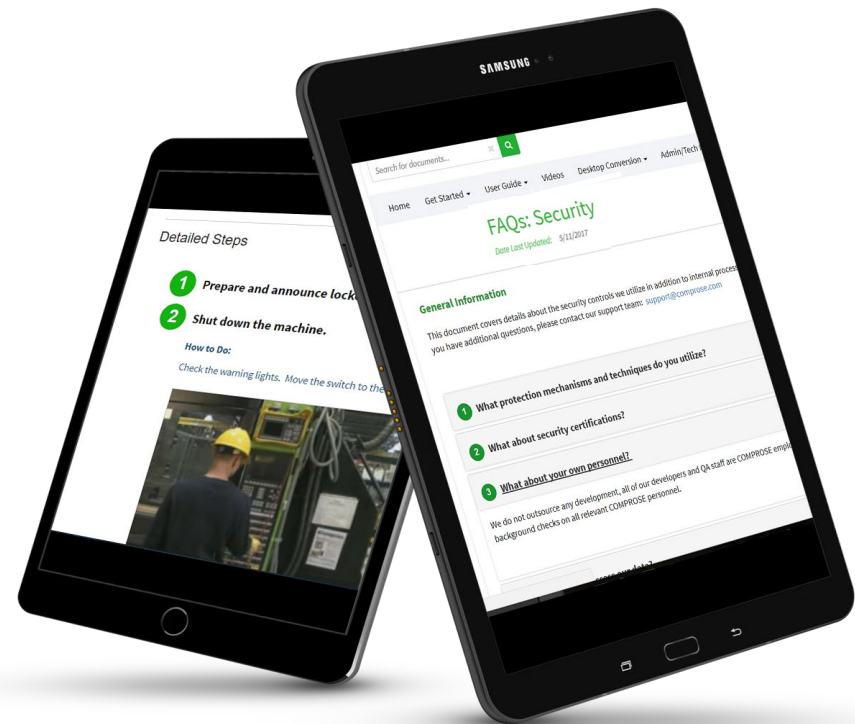 Detailed Steps
1 Prepare and announce
2 Shut down the machine.
How to Do:
Check the warning lights. Move the switch to the
SAMSUNG
Search for documents...
Home Get Started User Guide Videos Desktop Conversion Admin/Tech
FAQs: Security
Date Last Updated: 5/11/2017
General Information
This document covers details about the security controls we utilize in addition to internal
you have additional questions, please contact our support team: support@comprose.com
1 What protection mechanisms and techniques do you utilize?
2 What about security certifications?
3 What about your own personnel?
We do not outsource any development, all of our developers and QA staff are COMPROSE
background checks on all relevant COMPROSE personnel.